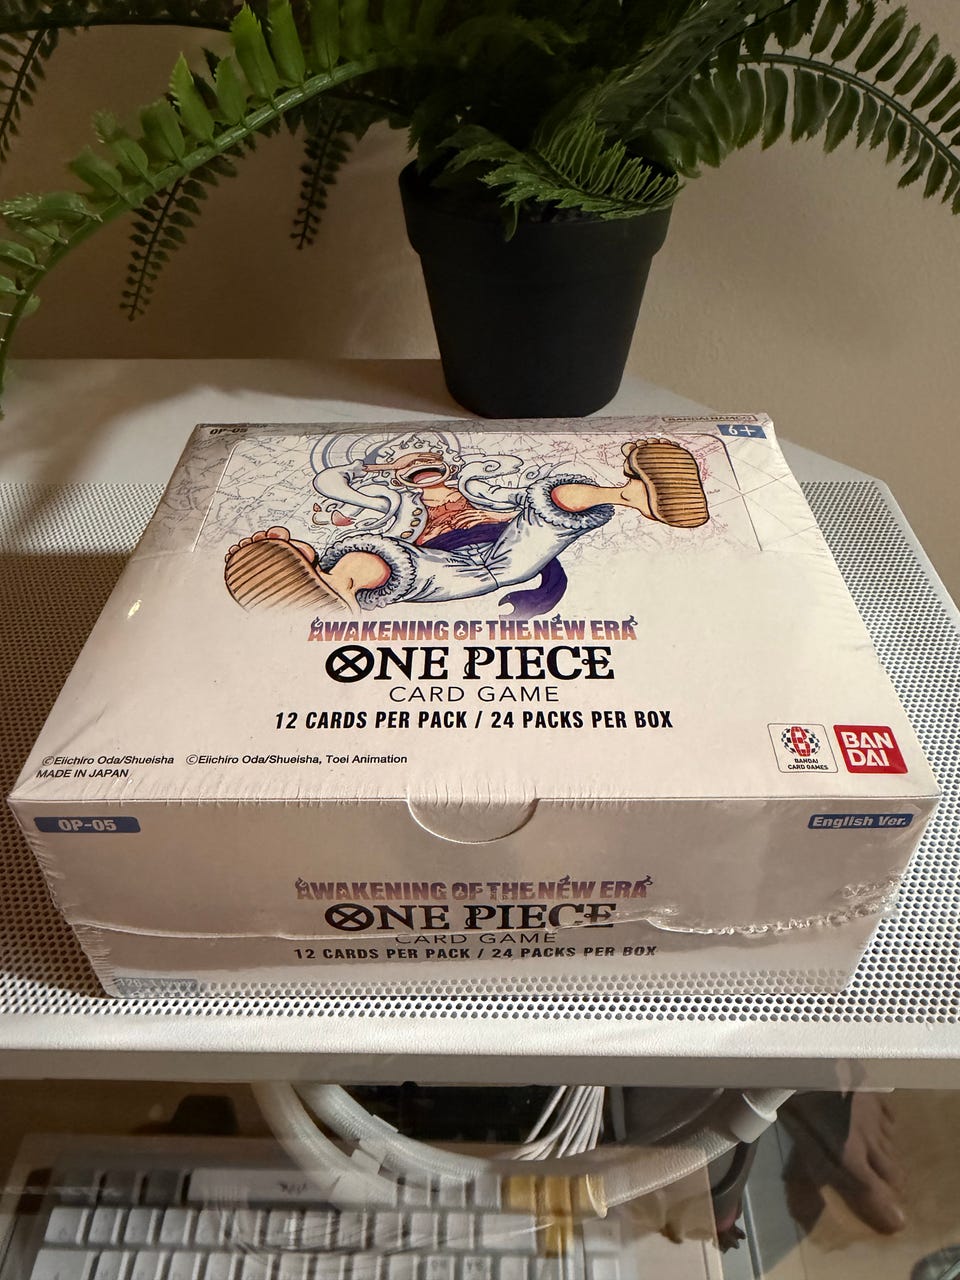 BANDAI NAMCO
OP-05
6+
AWAKENING OF THE NEW ERA
ONE PIECE
CARD GAME
12 CARDS PER PACK / 24 PACKS PER BOX
BANDAI
CARD GAMES
BAN
DAI
©Eiichiro Oda/Shueisha ©Eiichiro Oda/Shueisha, Toei Animation
MADE IN JAPAN
OP-05
English Ver.
AWAKENING OF THE NEW ERA
ONE PIECE
CARD GAME
12 CARDS PER PACK / 24 PACKS PER BOX